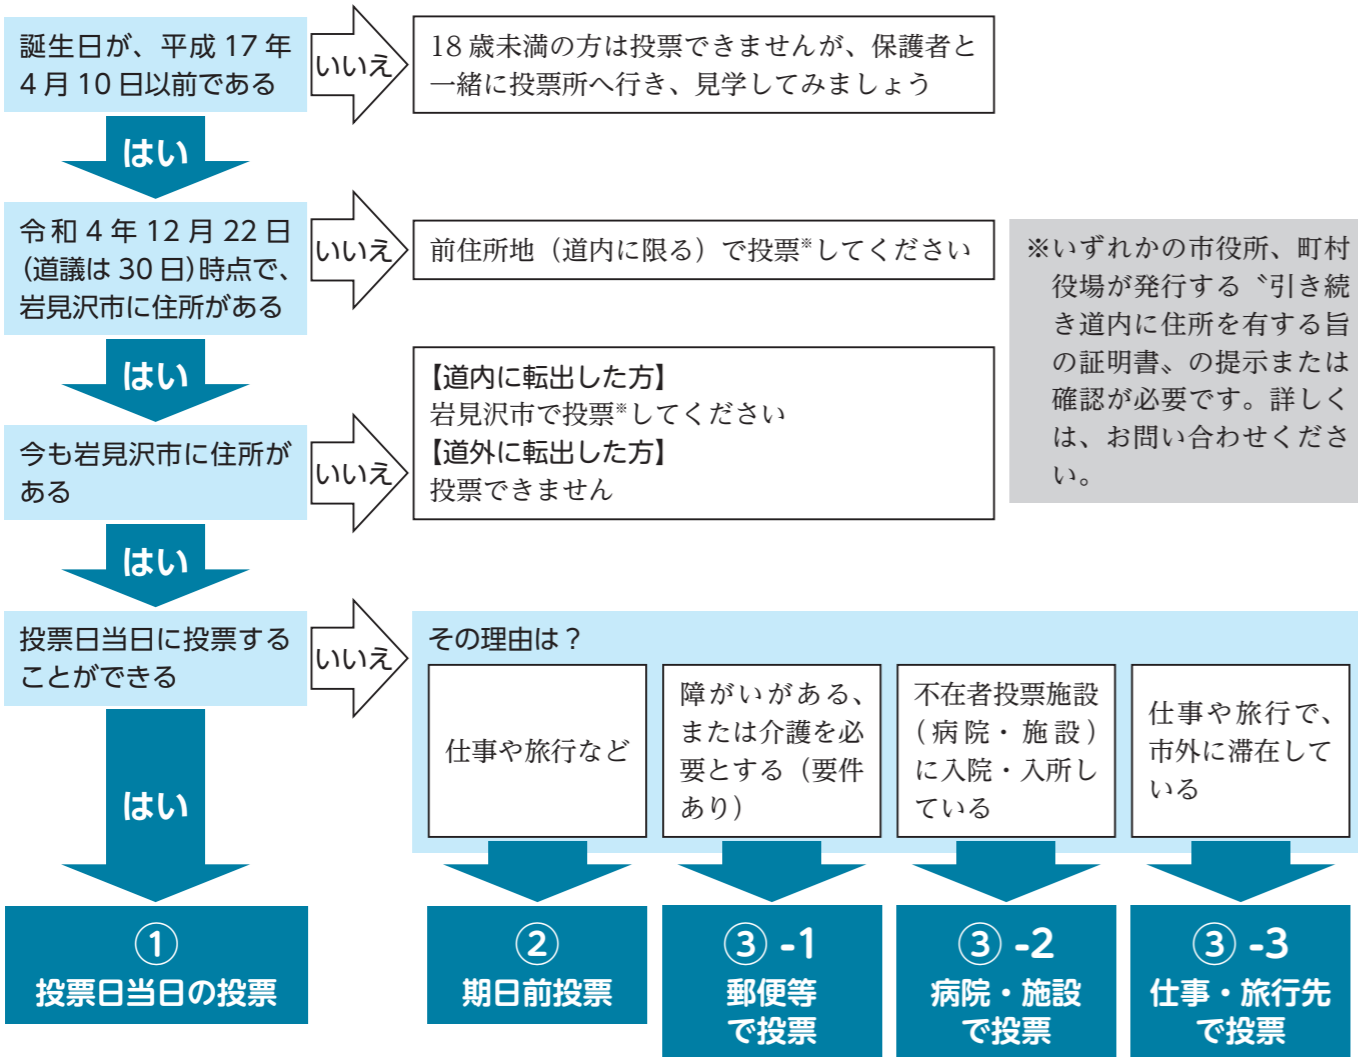 誕生日が、平成 17 年
4 月 10 日以前である
いいえ
18 歳未満の方は投票できませんが、保護者と
一緒に投票所へ行き、見学してみましょう
はい
令和 4 年 12 月 22 日
（道議は 30 日）時点で、
岩見沢市に住所がある
いいえ
前住所地（道内に限る）で投票※してください
※いずれかの市役所、町村
役場が発行する〝引き続
き道内に住所を有する旨
の証明書〟の提示または
確認が必要です。詳しく
は、お問い合わせくださ
い。
はい
今も岩見沢市に住所が
ある
いいえ
【道内に転出した方】
岩見沢市で投票※してください
【道外に転出した方】
投票できません
はい
投票日当日に投票する
ことができる
いいえ
その理由は？
仕事や旅行など
障がいがある、
または介護を必
要とする（要件
あり）
不在者投票施設
（病院・施設）
に入院・入所し
ている
仕事や旅行で、
市外に滞在して
いる
はい
①
投票日当日の投票
②
期日前投票
③ -1
郵便等
で投票
③ -2
病院・施設
で投票
③ -3
仕事・旅行先
で投票